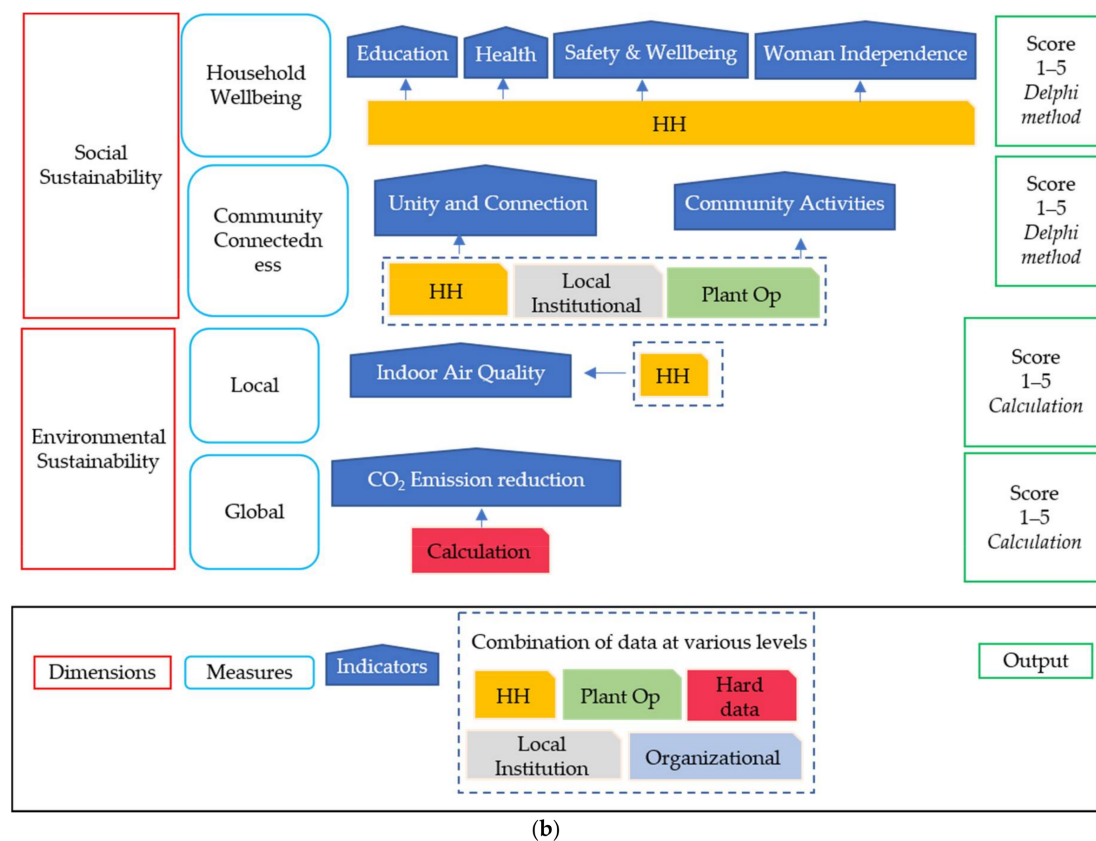 Social
Sustainability
Household
Wellbeing
Education
Health
Safety & Wellbeing
Woman Independence
HH
Score
1–5
Delphi
method
Community
Connectedn
ess
Unity and Connection
Community Activities
HH
Local
Institutional
Plant Op
Score
1–5
Delphi
method
Environmental
Sustainability
Local
Indoor Air Quality
HH
Score
1–5
Calculation
Global
CO₂ Emission reduction
Calculation
Score
1–5
Calculation
Dimensions
Measures
Indicators
Combination of data at various levels
HH
Plant Op
Hard
data
Local
Institution
Organizational
Output
(b)